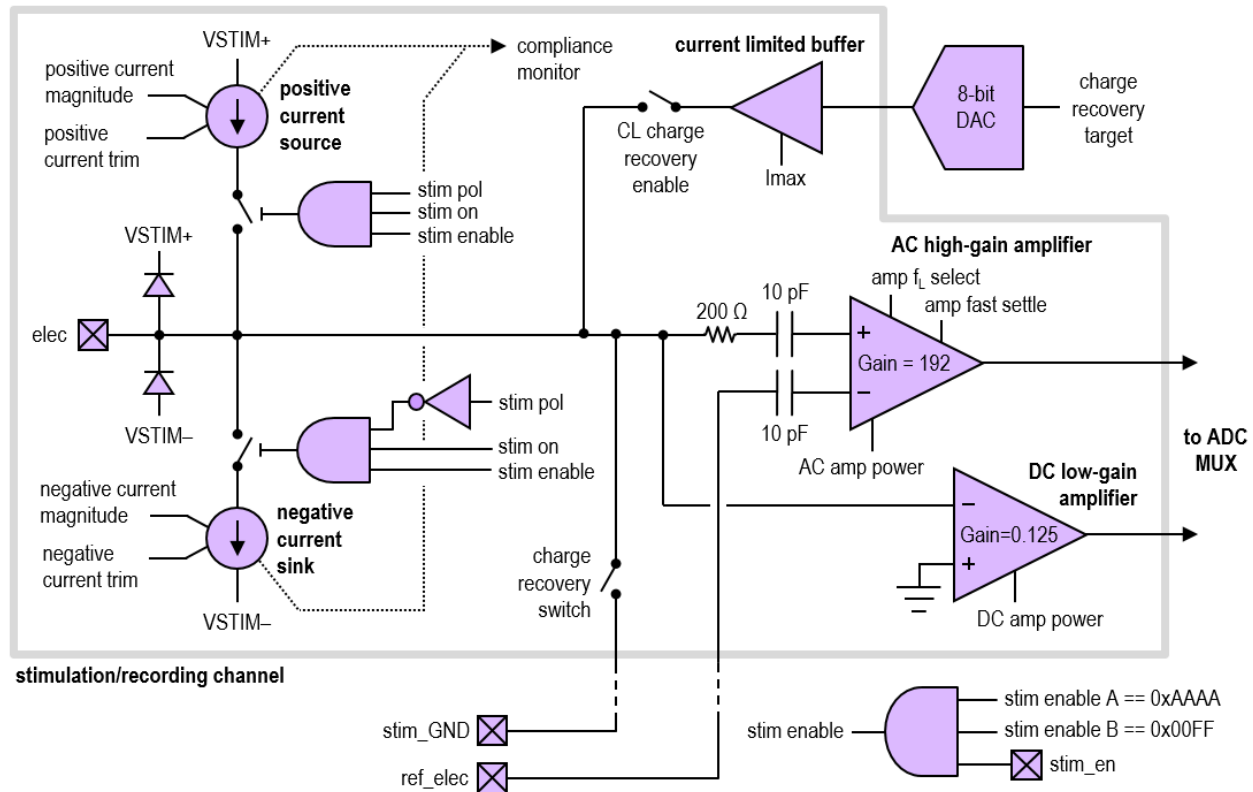 VSTIM+
positive current
magnitude
positive
current trim
positive
current
source
compliance
monitor
current limited buffer
CL charge
recovery
enable
Imax
8-bit
DAC
charge
recovery
target
stim pol
stim on
stim enable
VSTIM+
elec
VSTIM–
stim pol
stim on
stim enable
negative current
magnitude
negative
current trim
negative
current
sink
VSTIM–
AC high-gain amplifier
amp fL select
amp fast settle
200 Ω
10 pF
+
Gain = 192
−
10 pF
AC amp power
to ADC
MUX
DC low-gain
amplifier
−
Gain=0.125
+
DC amp power
charge
recovery
switch
stimulation/recording channel
stim_GND
ref_elec
stim enable
stim enable A == 0xAAAA
stim enable B == 0x00FF
stim_en